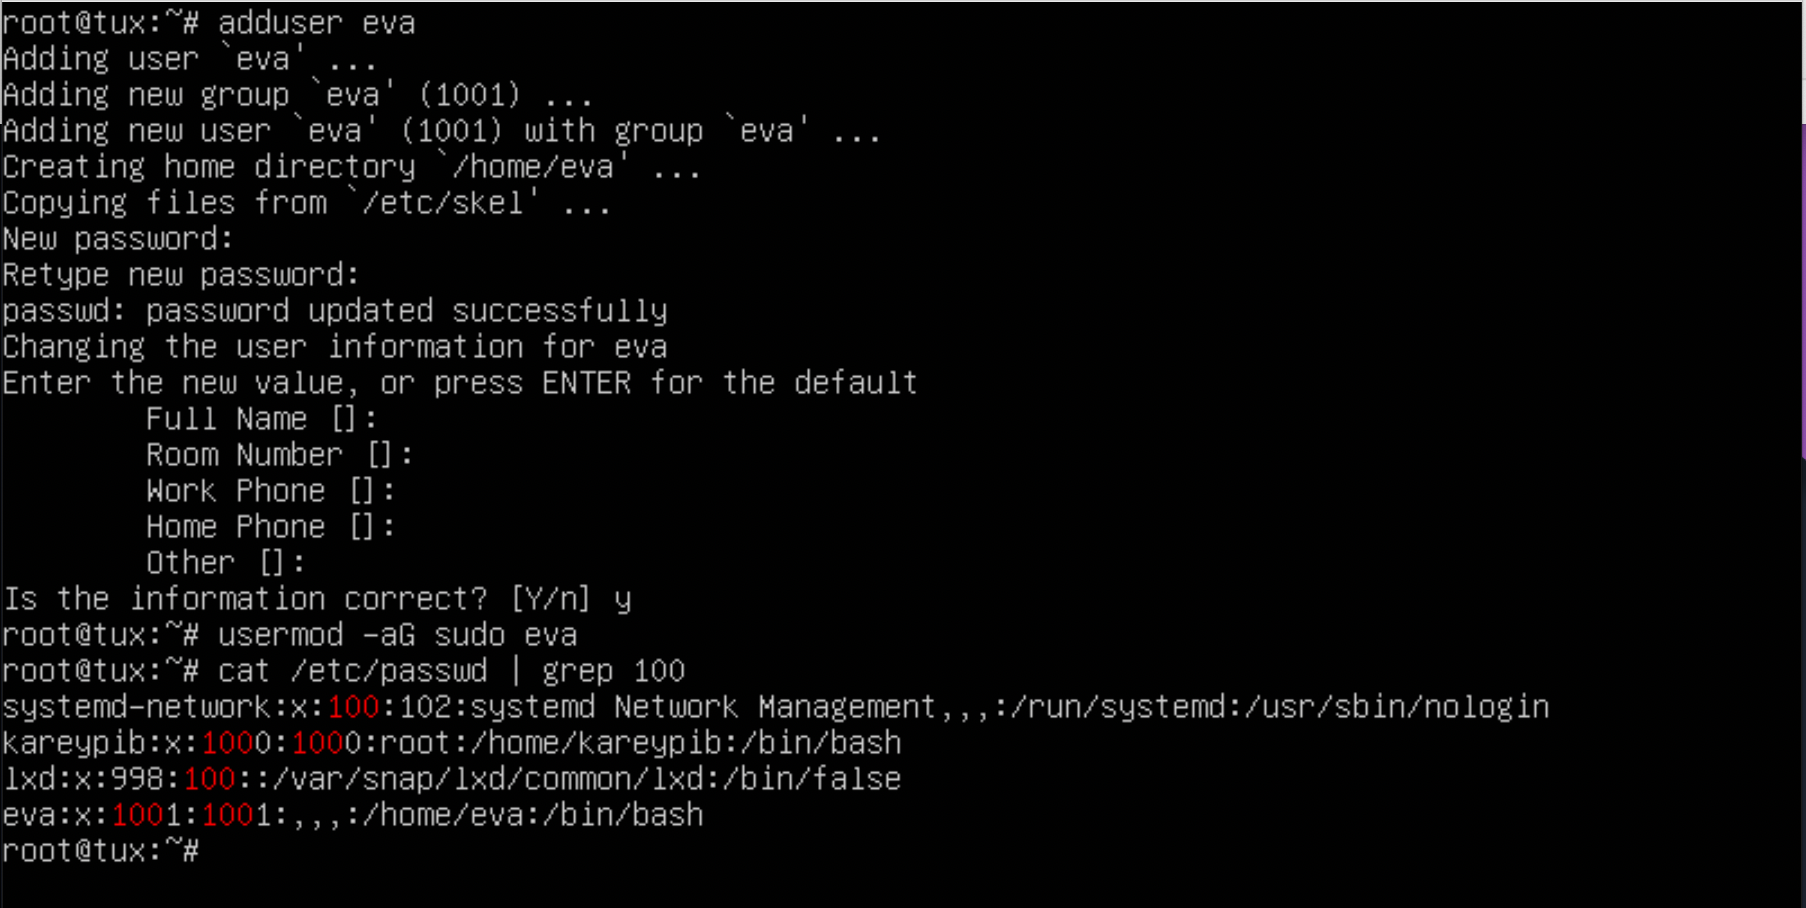 root@tux:~# adduser eva
Adding user `eva' ...
Adding new group `eva' (1001) ...
Adding new user `eva' (1001) with group `eva' ...
Creating home directory `/home/eva' ...
Copying files from `/etc/skel' ...
New password:
Retype new password:
passwd: password updated successfully
Changing the user information for eva
Enter the new value, or press ENTER for the default
        Full Name []:
        Room Number []:
        Work Phone []:
        Home Phone []:
        Other []:
Is the information correct? [Y/n] y
root@tux:~# usermod -aG sudo eva
root@tux:~# cat /etc/passwd | grep 100
systemd-network:x:100:102:systemd Network Management,,,:/run/systemd:/usr/sbin/nologin
kareypib:x:1000:1000:root:/home/kareypib:/bin/bash
lxd:x:998:100::/var/snap/lxd/common/lxd:/bin/false
eva:x:1001:1001:,,,:/home/eva:/bin/bash
root@tux:~#